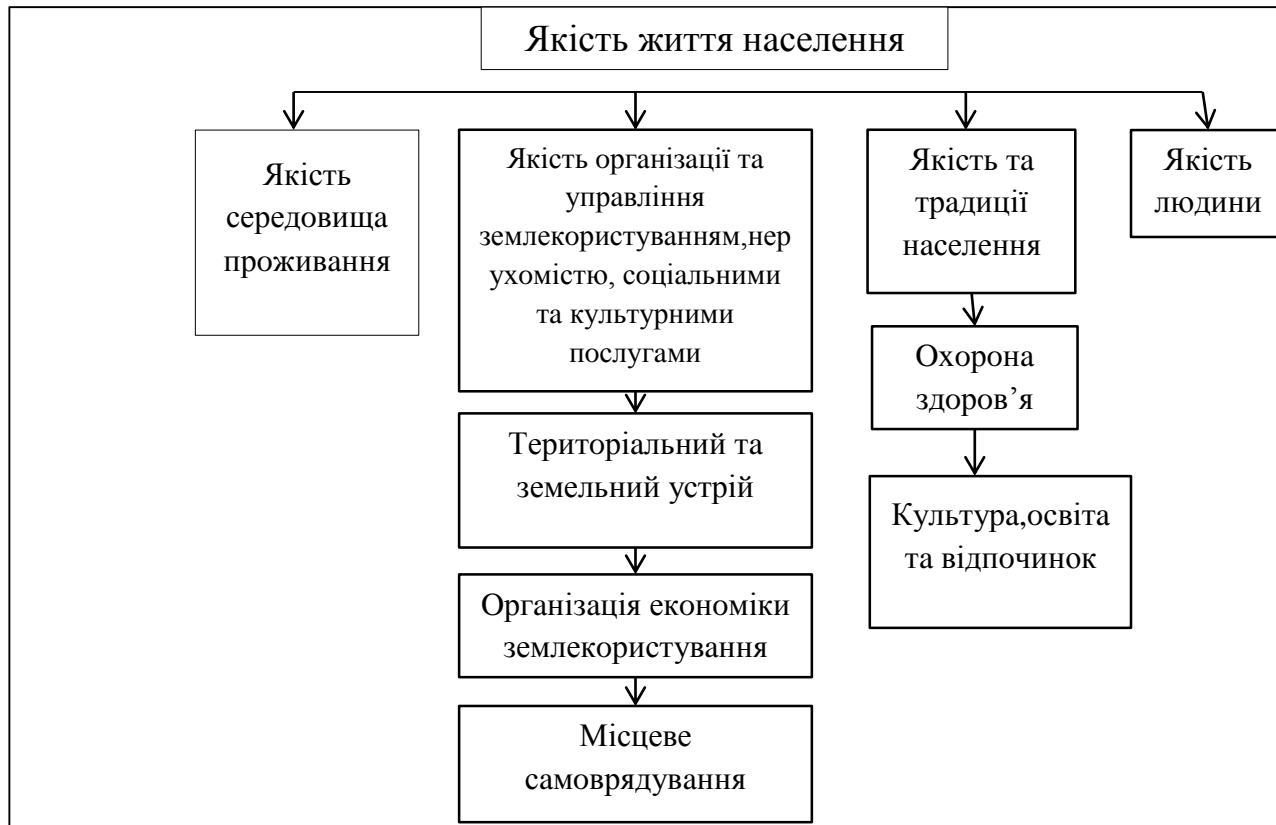 Якість життя населення
Якість
середовища
проживання
Якість організації та
управління
землекористуванням,нер
ухомістю, соціальними
та культурними
послугами
Територіальний та
земельний устрій
Організація економіки
землекористування
Місцеве
самоврядування
Якість та
традиції
населення
Охорона
здоров’я
Культура,освіта
та відпочинок
Якість
людини